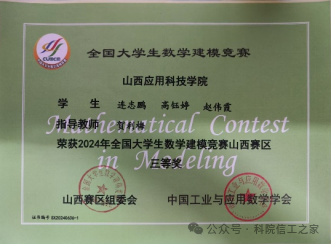 CUMCM
全国大学生数学建模竞赛
山西应用科技学院
学 生 连志鹏 高钰婷 赵伟霞
指导教师 贺利梅
Mathematical Contest
荣获2024年全国大学生数学建模竞赛山西赛区
in Modeling
三等奖
山西赛区组委会 中国工业与应用数学学会
公众号·科院信工之家